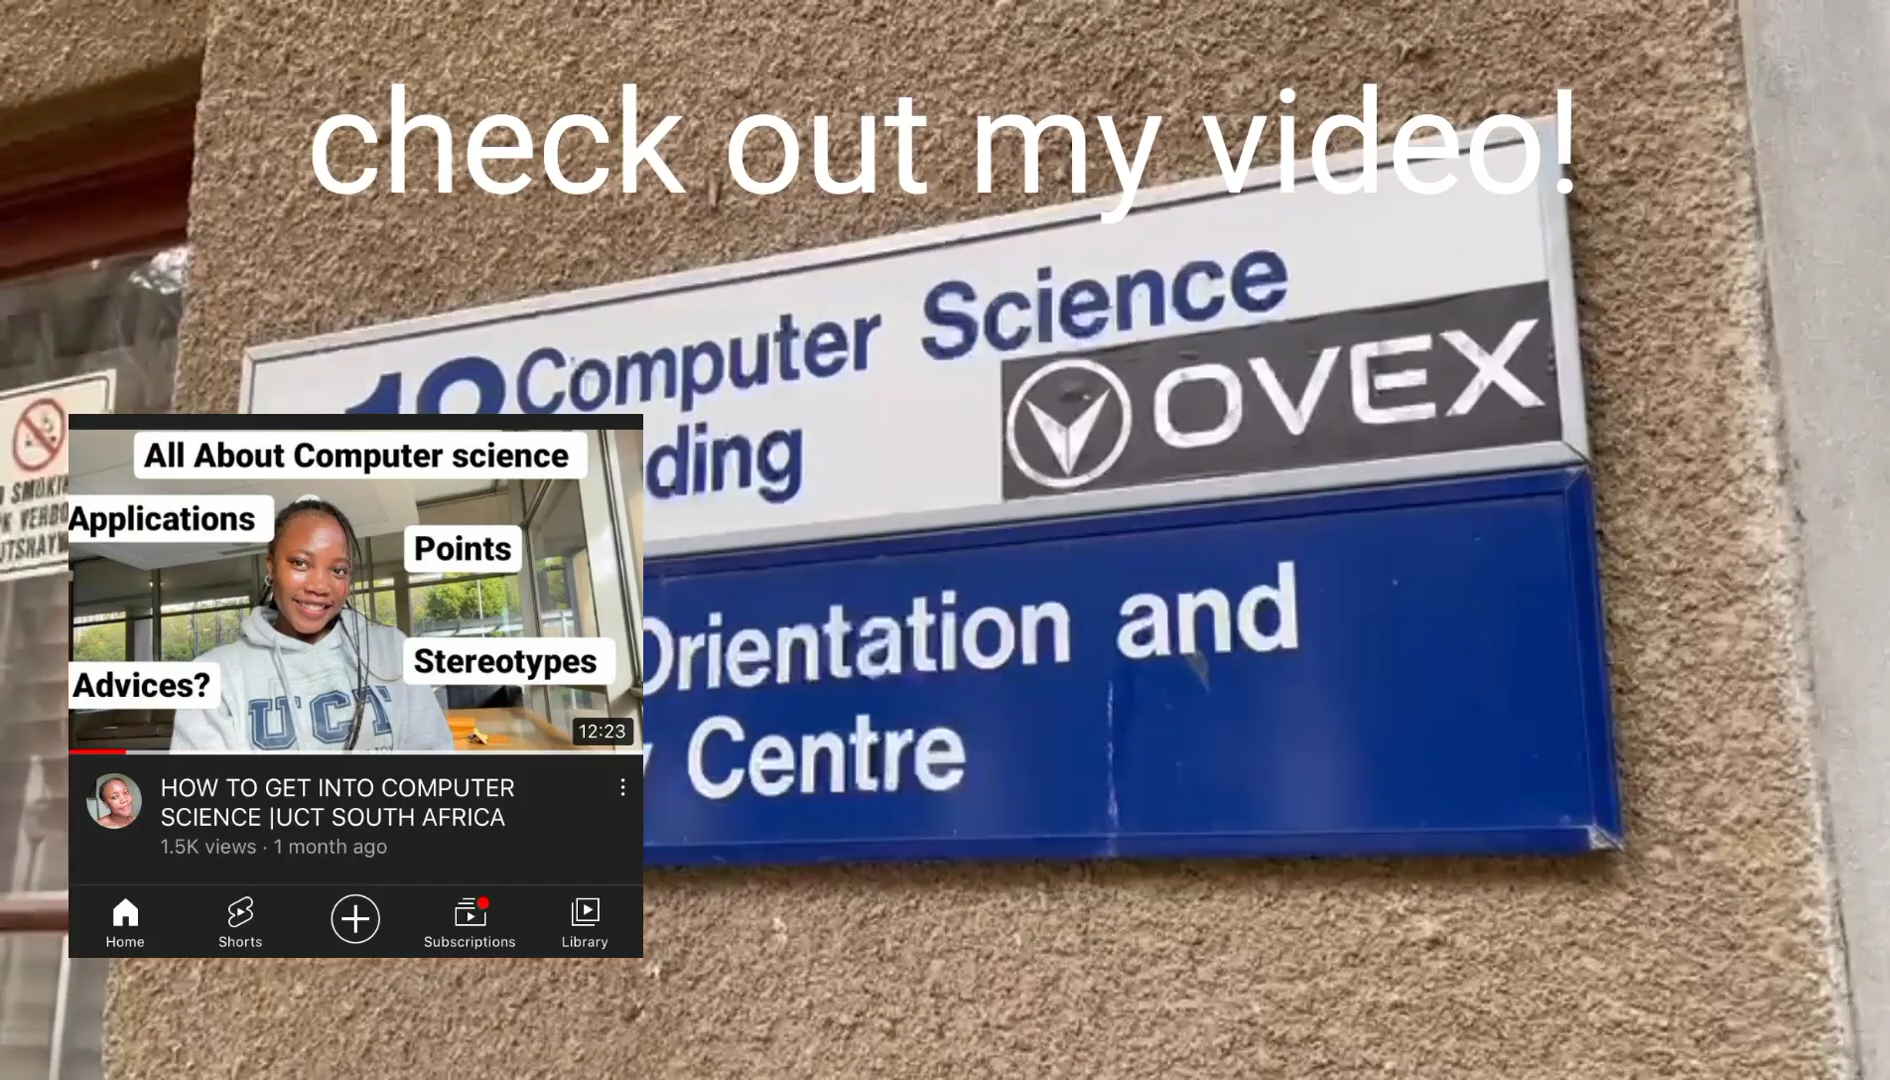 check out my video!
Computer Science
ding
OVEX
Orientation and
Centre
All About Computer science
Applications
Points
Stereotypes
Advices?
UCT
12:23
HOW TO GET INTO COMPUTER
SCIENCE |UCT SOUTH AFRICA
1.5K views · 1 month ago
Home
Shorts
Subscriptions
Library